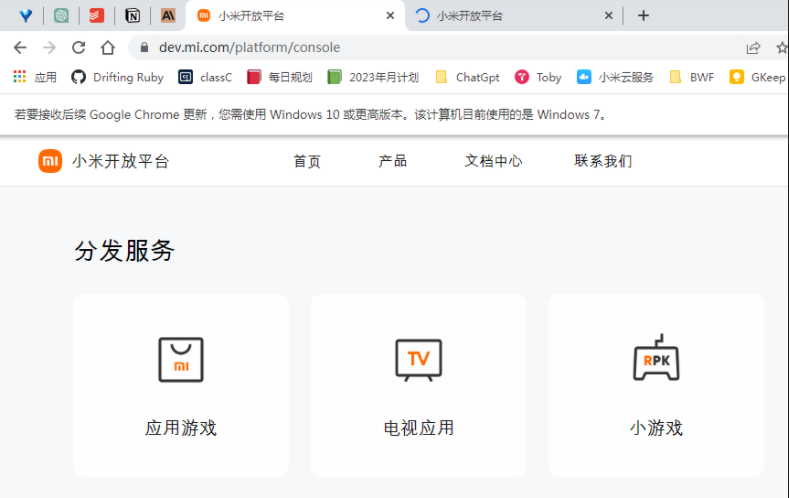 小米开放平台
小米开放平台
dev.mi.com/platform/console
应用 Drifting Ruby classC 每日规划 2023年月计划 ChatGpt Toby 小米云服务 BWF GKeep
若要接收后续 Google Chrome 更新，您需使用 Windows 10 或更高版本。该计算机目前使用的是 Windows 7。
小米开放平台 首页 产品 文档中心 联系我们
分发服务
mi TV RPK
应用游戏 电视应用 小游戏